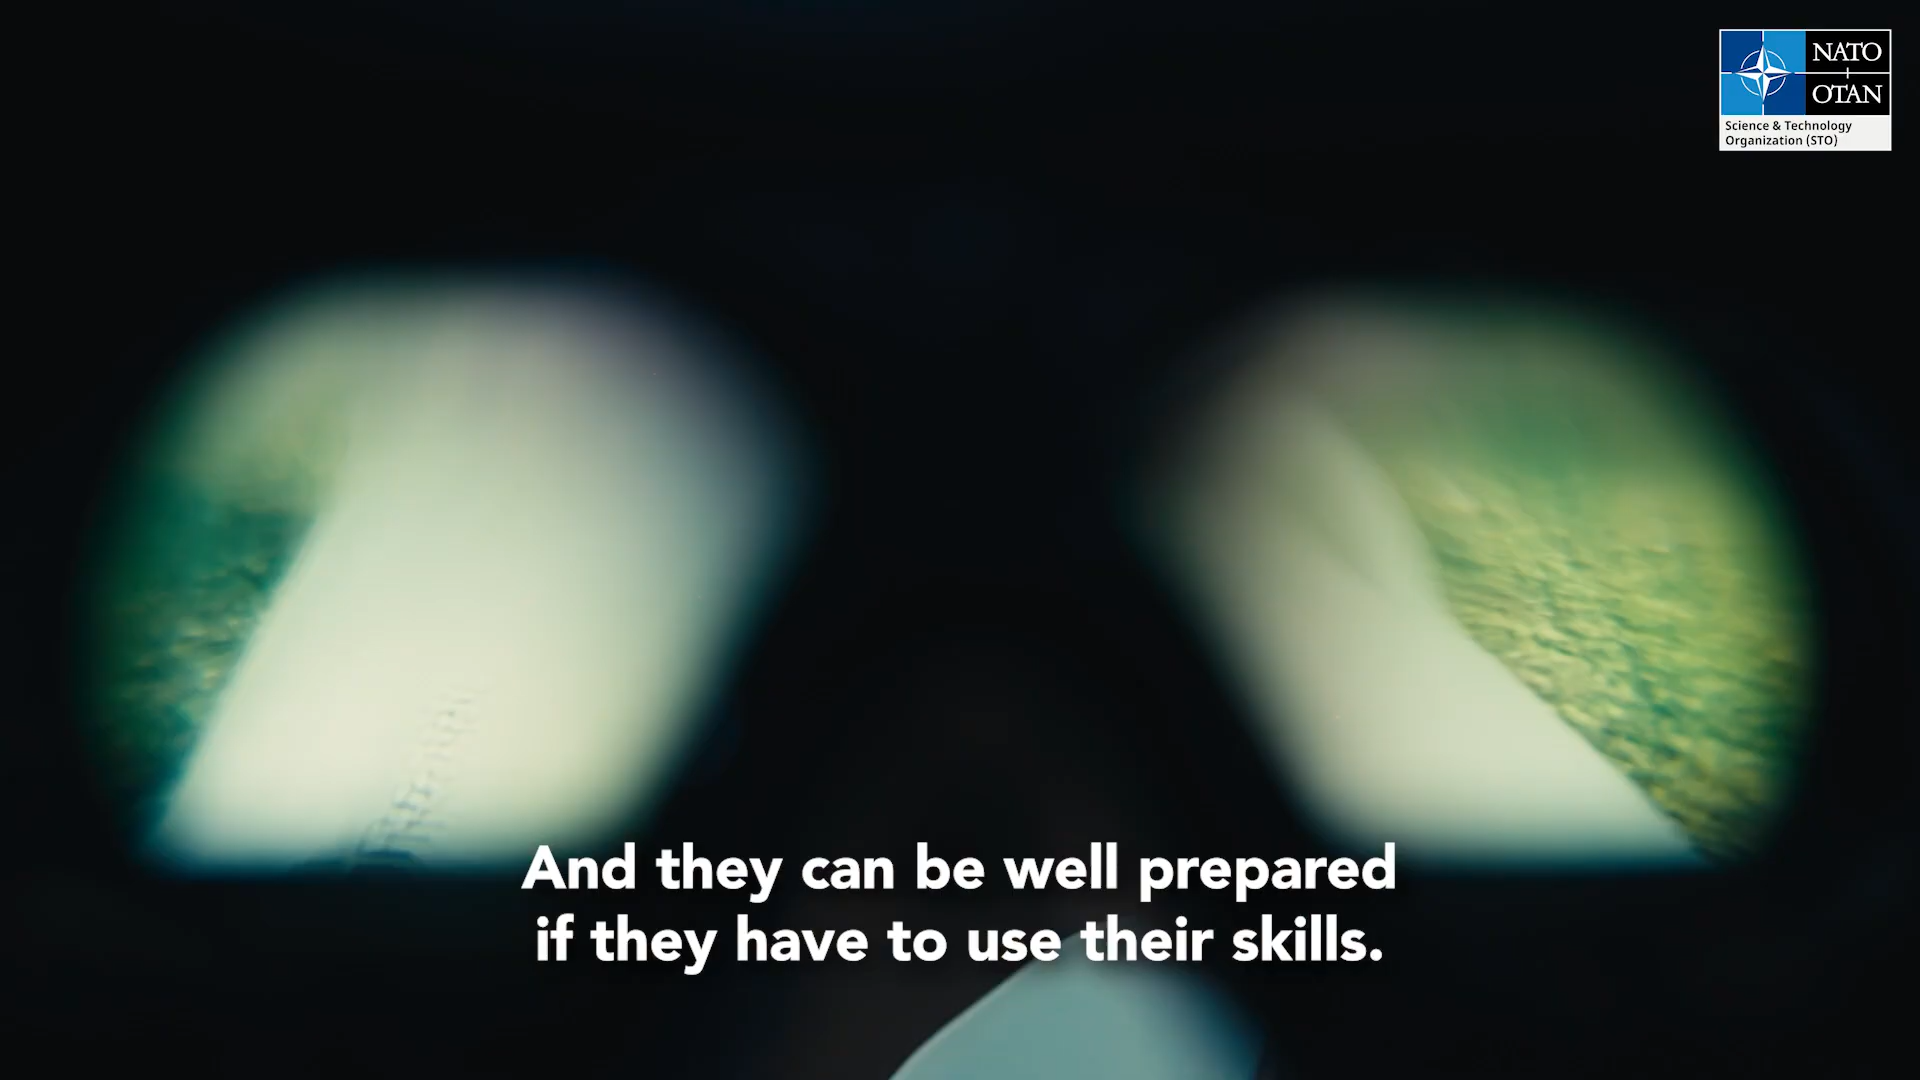 NATO
OTAN
Science & Technology
Organization (STO)
And they can be well prepared
if they have to use their skills.